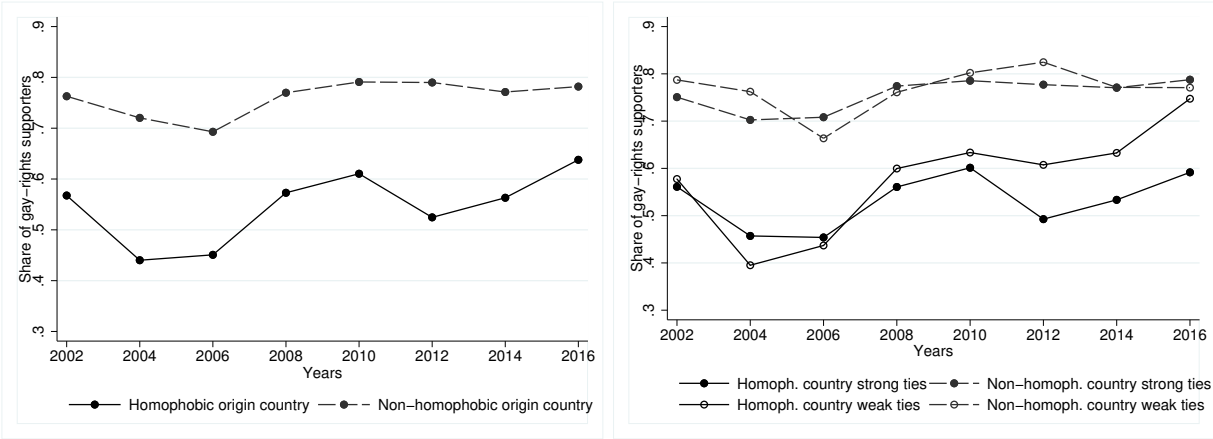 Share of gay−rights supporters
.9
.8
.7
.6
.5
.4
.3
2002 2004 2006 2008 2010 2012 2014 2016
Years
Homophobic origin country Non−homophobic origin country
Share of gay−rights supporters
.9
.8
.7
.6
.5
.4
.3
2002 2004 2006 2008 2010 2012 2014 2016
Years
Homoph. country strong ties Non−homoph. country strong ties
Homoph. country weak ties Non−homoph. country weak ties